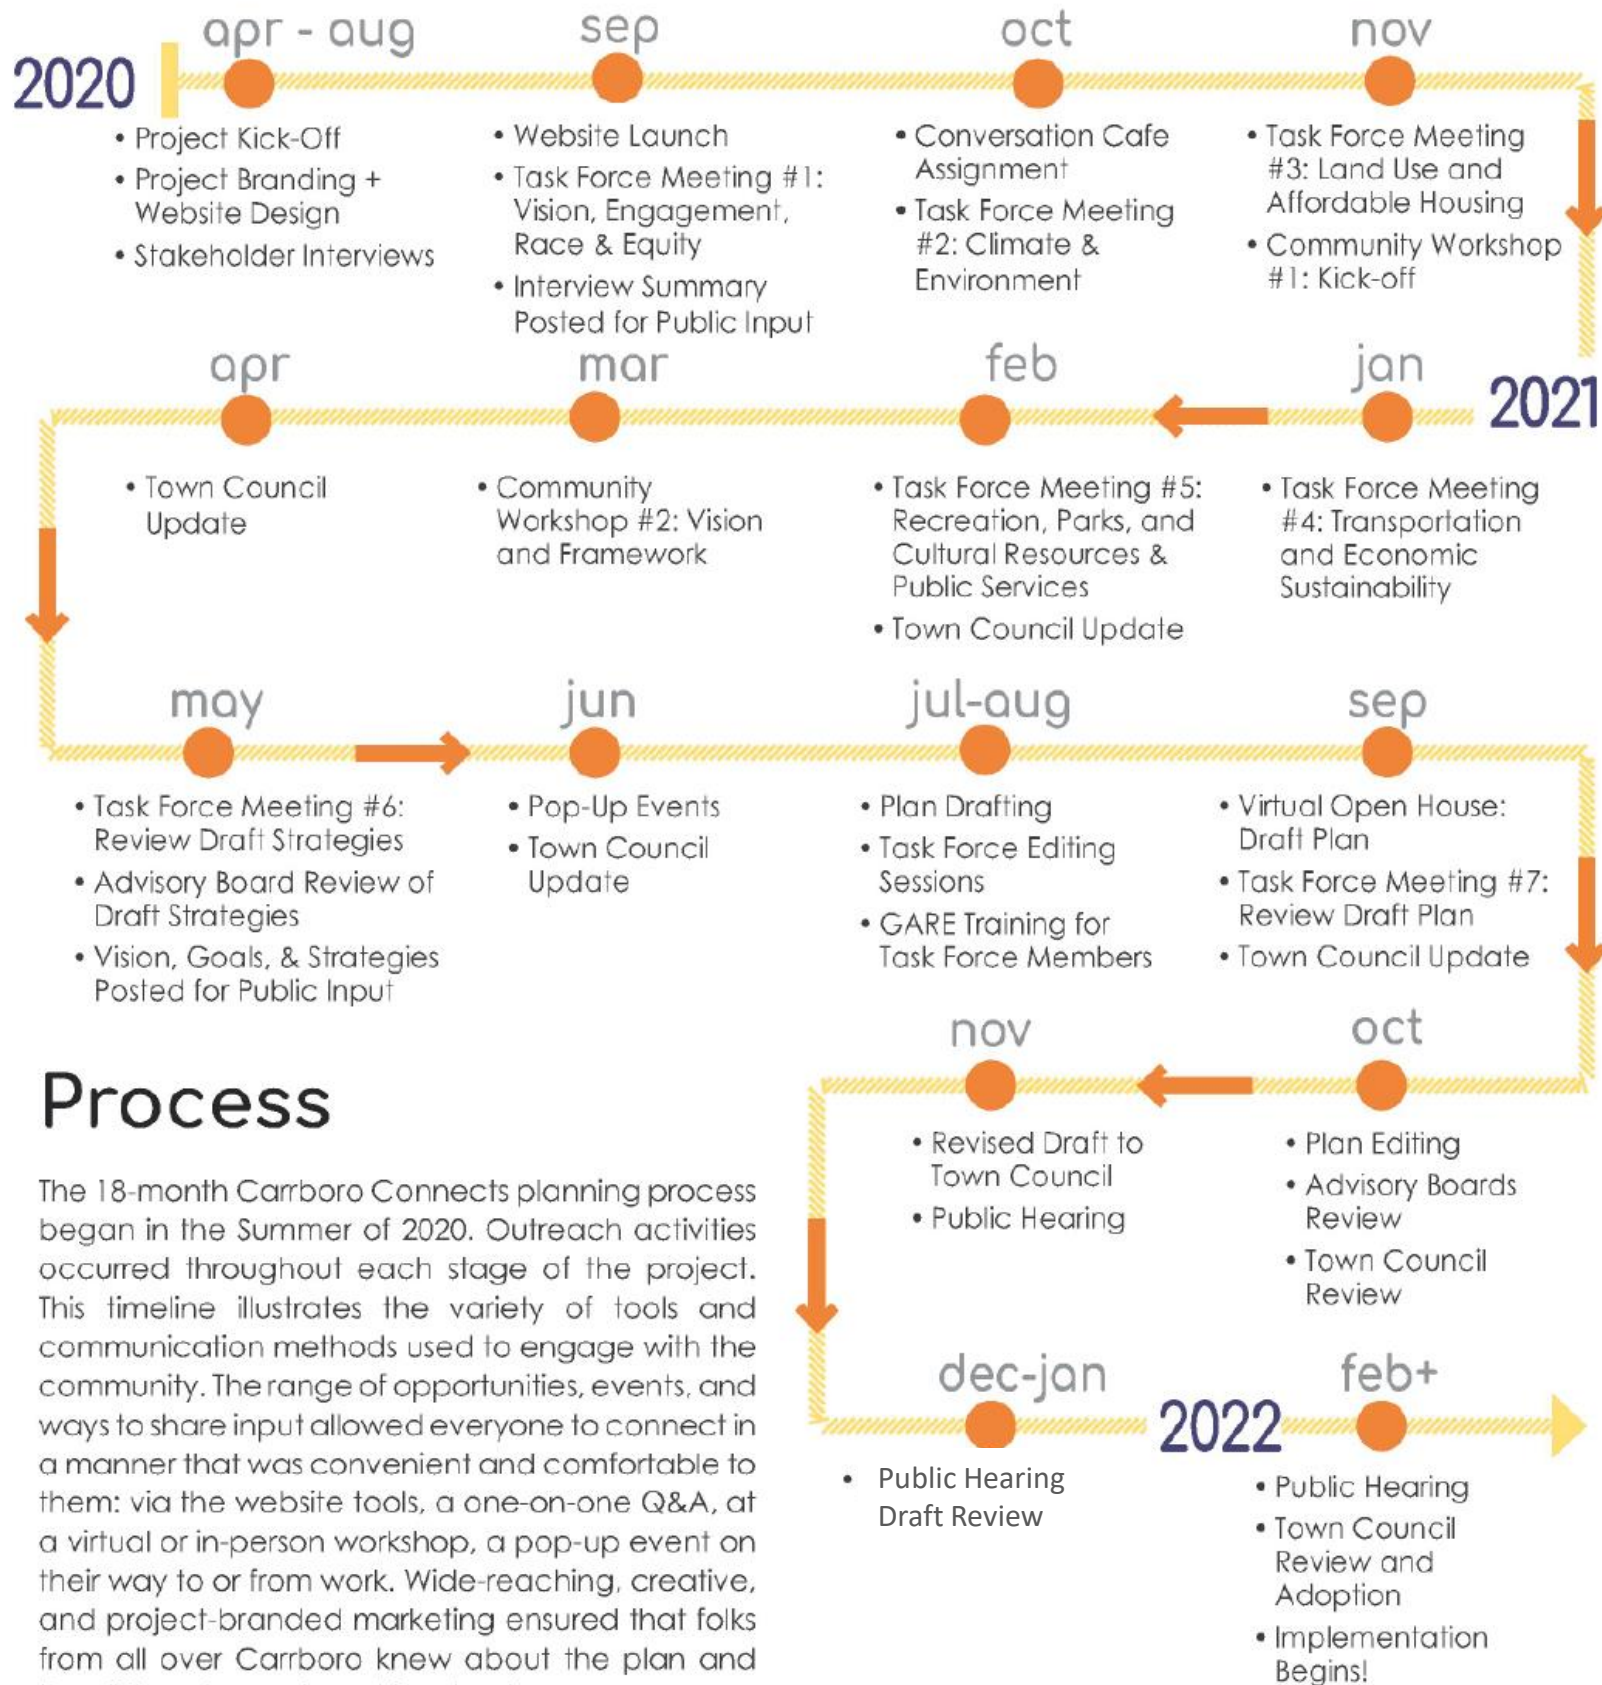 2020
apr - aug
• Project Kick-Off
• Project Branding +
Website Design
• Stakeholder Interviews
sep
• Website Launch
• Task Force Meeting #1:
Vision, Engagement,
Race & Equity
• Interview Summary
Posted for Public Input
oct
• Conversation Cafe
Assignment
• Task Force Meeting
#2: Climate &
Environment
nov
• Task Force Meeting
#3: Land Use and
Affordable Housing
• Community Workshop
#1: Kick-off
2021
jan
• Task Force Meeting
#4: Transportation
and Economic
Sustainability
feb
• Task Force Meeting #5:
Recreation, Parks, and
Cultural Resources &
Public Services
• Town Council Update
mar
• Community
Workshop #2: Vision
and Framework
apr
• Town Council
Update
may
• Task Force Meeting #6:
Review Draft Strategies
• Advisory Board Review of
Draft Strategies
• Vision, Goals, & Strategies
Posted for Public Input
jun
• Pop-Up Events
• Town Council
Update
jul-aug
• Plan Drafting
• Task Force Editing
Sessions
• GARE Training for
Task Force Members
sep
• Virtual Open House:
Draft Plan
• Task Force Meeting #7:
Review Draft Plan
• Town Council Update
oct
• Plan Editing
• Advisory Boards
Review
• Town Council
Review
nov
• Revised Draft to
Town Council
• Public Hearing
dec-jan
• Public Hearing
Draft Review
2022
feb+
• Public Hearing
• Town Council
Review and
Adoption
• Implementation
Begins!
Process
The 18-month Carrboro Connects planning process
began in the Summer of 2020. Outreach activities
occurred throughout each stage of the project.
This timeline illustrates the variety of tools and
communication methods used to engage with the
community. The range of opportunities, events, and
ways to share input allowed everyone to connect in
a manner that was convenient and comfortable to
them: via the website tools, a one-on-one Q&A, at
a virtual or in-person workshop, a pop-up event on
their way to or from work. Wide-reaching, creative,
and project-branded marketing ensured that folks
from all over Carrboro knew about the plan and